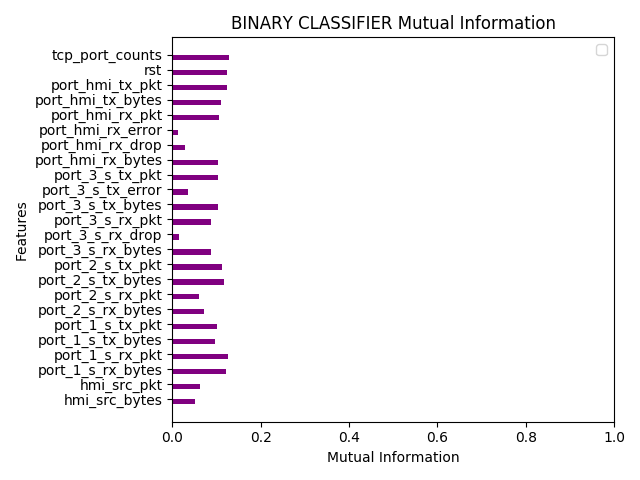 BINARY CLASSIFIER Mutual Information
tcp_port_counts
rst
port_hmi_tx_pkt
port_hmi_tx_bytes
port_hmi_rx_pkt
port_hmi_rx_error
port_hmi_rx_drop
port_hmi_rx_bytes
port_3_s_tx_pkt
port_3_s_tx_error
port_3_s_tx_bytes
port_3_s_rx_pkt
port_3_s_rx_drop
port_3_s_rx_bytes
port_2_s_tx_pkt
port_2_s_tx_bytes
port_2_s_rx_pkt
port_2_s_rx_bytes
port_1_s_tx_pkt
port_1_s_tx_bytes
port_1_s_rx_pkt
port_1_s_rx_bytes
hmi_src_pkt
hmi_src_bytes
Features
0.0 0.2 0.4 0.6 0.8 1.0
Mutual Information